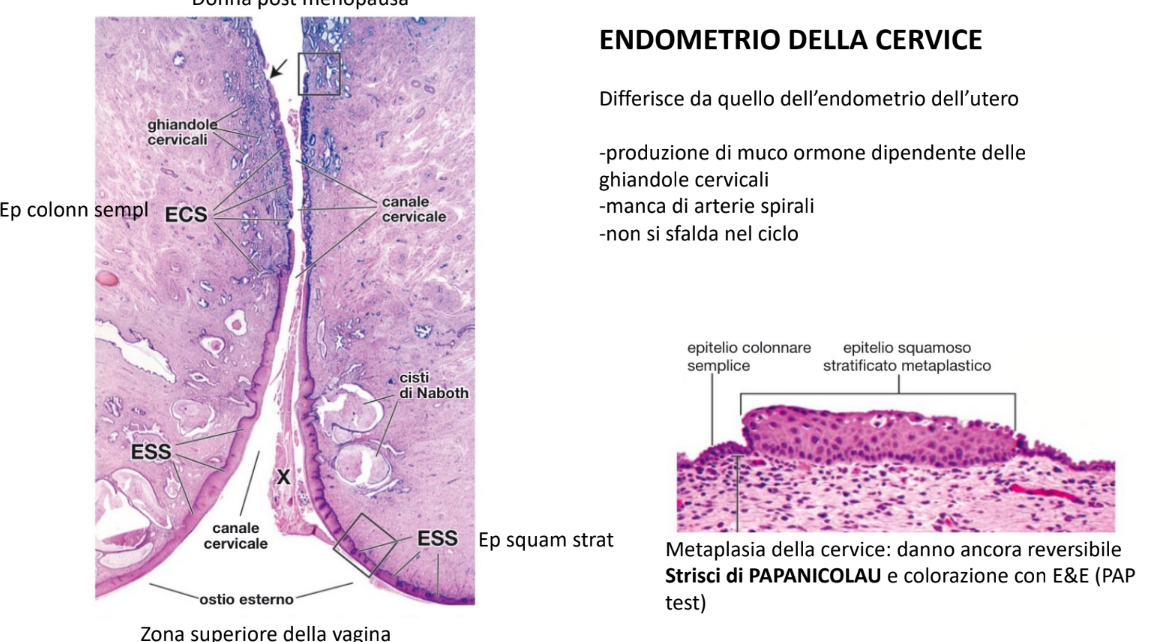 Donna post menopausa
ghiandole
cervicali
Ep colonn sempl
ECS
canale
cervicale
cisti
di Naboth
ESS
X
canale
cervicale
ESS
Ep squam strat
ostio esterno
Zona superiore della vagina
ENDOMETRIO DELLA CERVICE
Differisce da quello dell’endometrio dell’utero
-produzione di muco ormone dipendente delle
ghiandole cervicali
-manca di arterie spirali
-non si sfalda nel ciclo
epitelio colonnare
semplice
epitelio squamoso
stratificato metaplastico
Metaplasia della cervice: danno ancora reversibile
Strisci di PAPANICOLAU e colorazione con E&E (PAP
test)